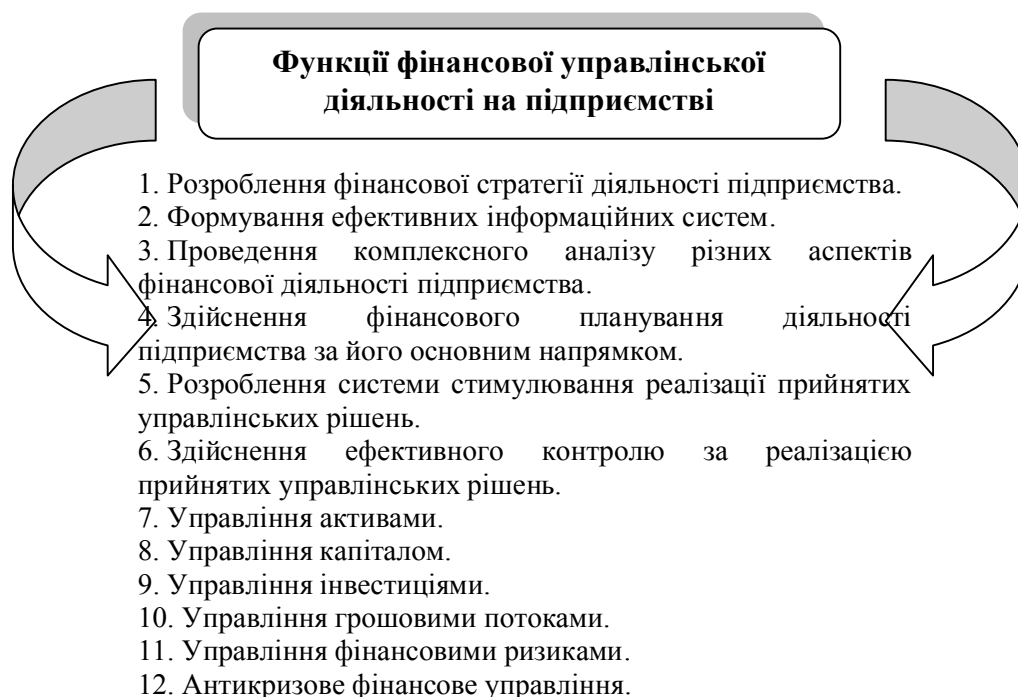 Функції фінансової управлінської
діяльності на підприємстві
1. Розроблення фінансової стратегії діяльності підприємства.
2. Формування ефективних інформаційних систем.
3. Проведення комплексного аналізу різних аспектів
фінансової діяльності підприємства.
4. Здійснення фінансового планування діяльності
підприємства за його основним напрямком.
5. Розроблення системи стимулювання реалізації прийнятих
управлінських рішень.
6. Здійснення ефективного контролю за реалізацією
прийнятих управлінських рішень.
7. Управління активами.
8. Управління капіталом.
9. Управління інвестиціями.
10. Управління грошовими потоками.
11. Управління фінансовими ризиками.
12. Антикризове фінансове управління.